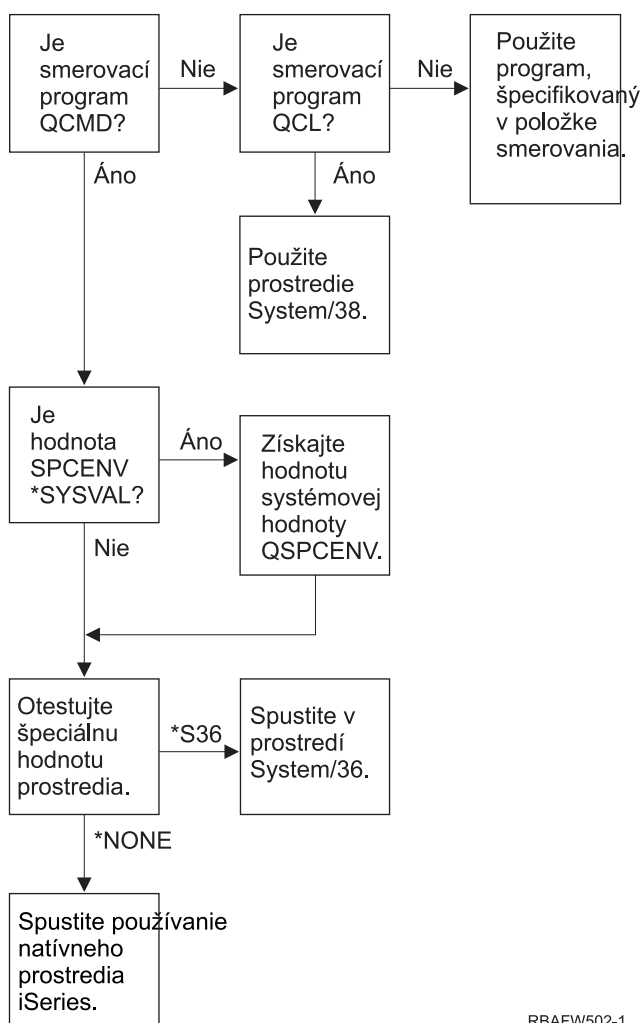 Je
smerovací
program
QCMD?
Nie
Je
smerovací
program
QCL?
Nie
Použite
program,
špecifikovaný
v položke
smerovania.
Áno
Áno
Použite
prostredie
System/38.
Je
hodnota
SPCENV
*SYSVAL?
Áno
Získajte
hodnotu
systémovej
hodnoty
QSPCENV.
Nie
Otestujte
špeciálnu
hodnotu
prostredia.
*S36
Spustite v
prostredí
System/36.
*NONE
Spustite používanie
natívneho
prostredia
iSeries.
RBAFW502-1